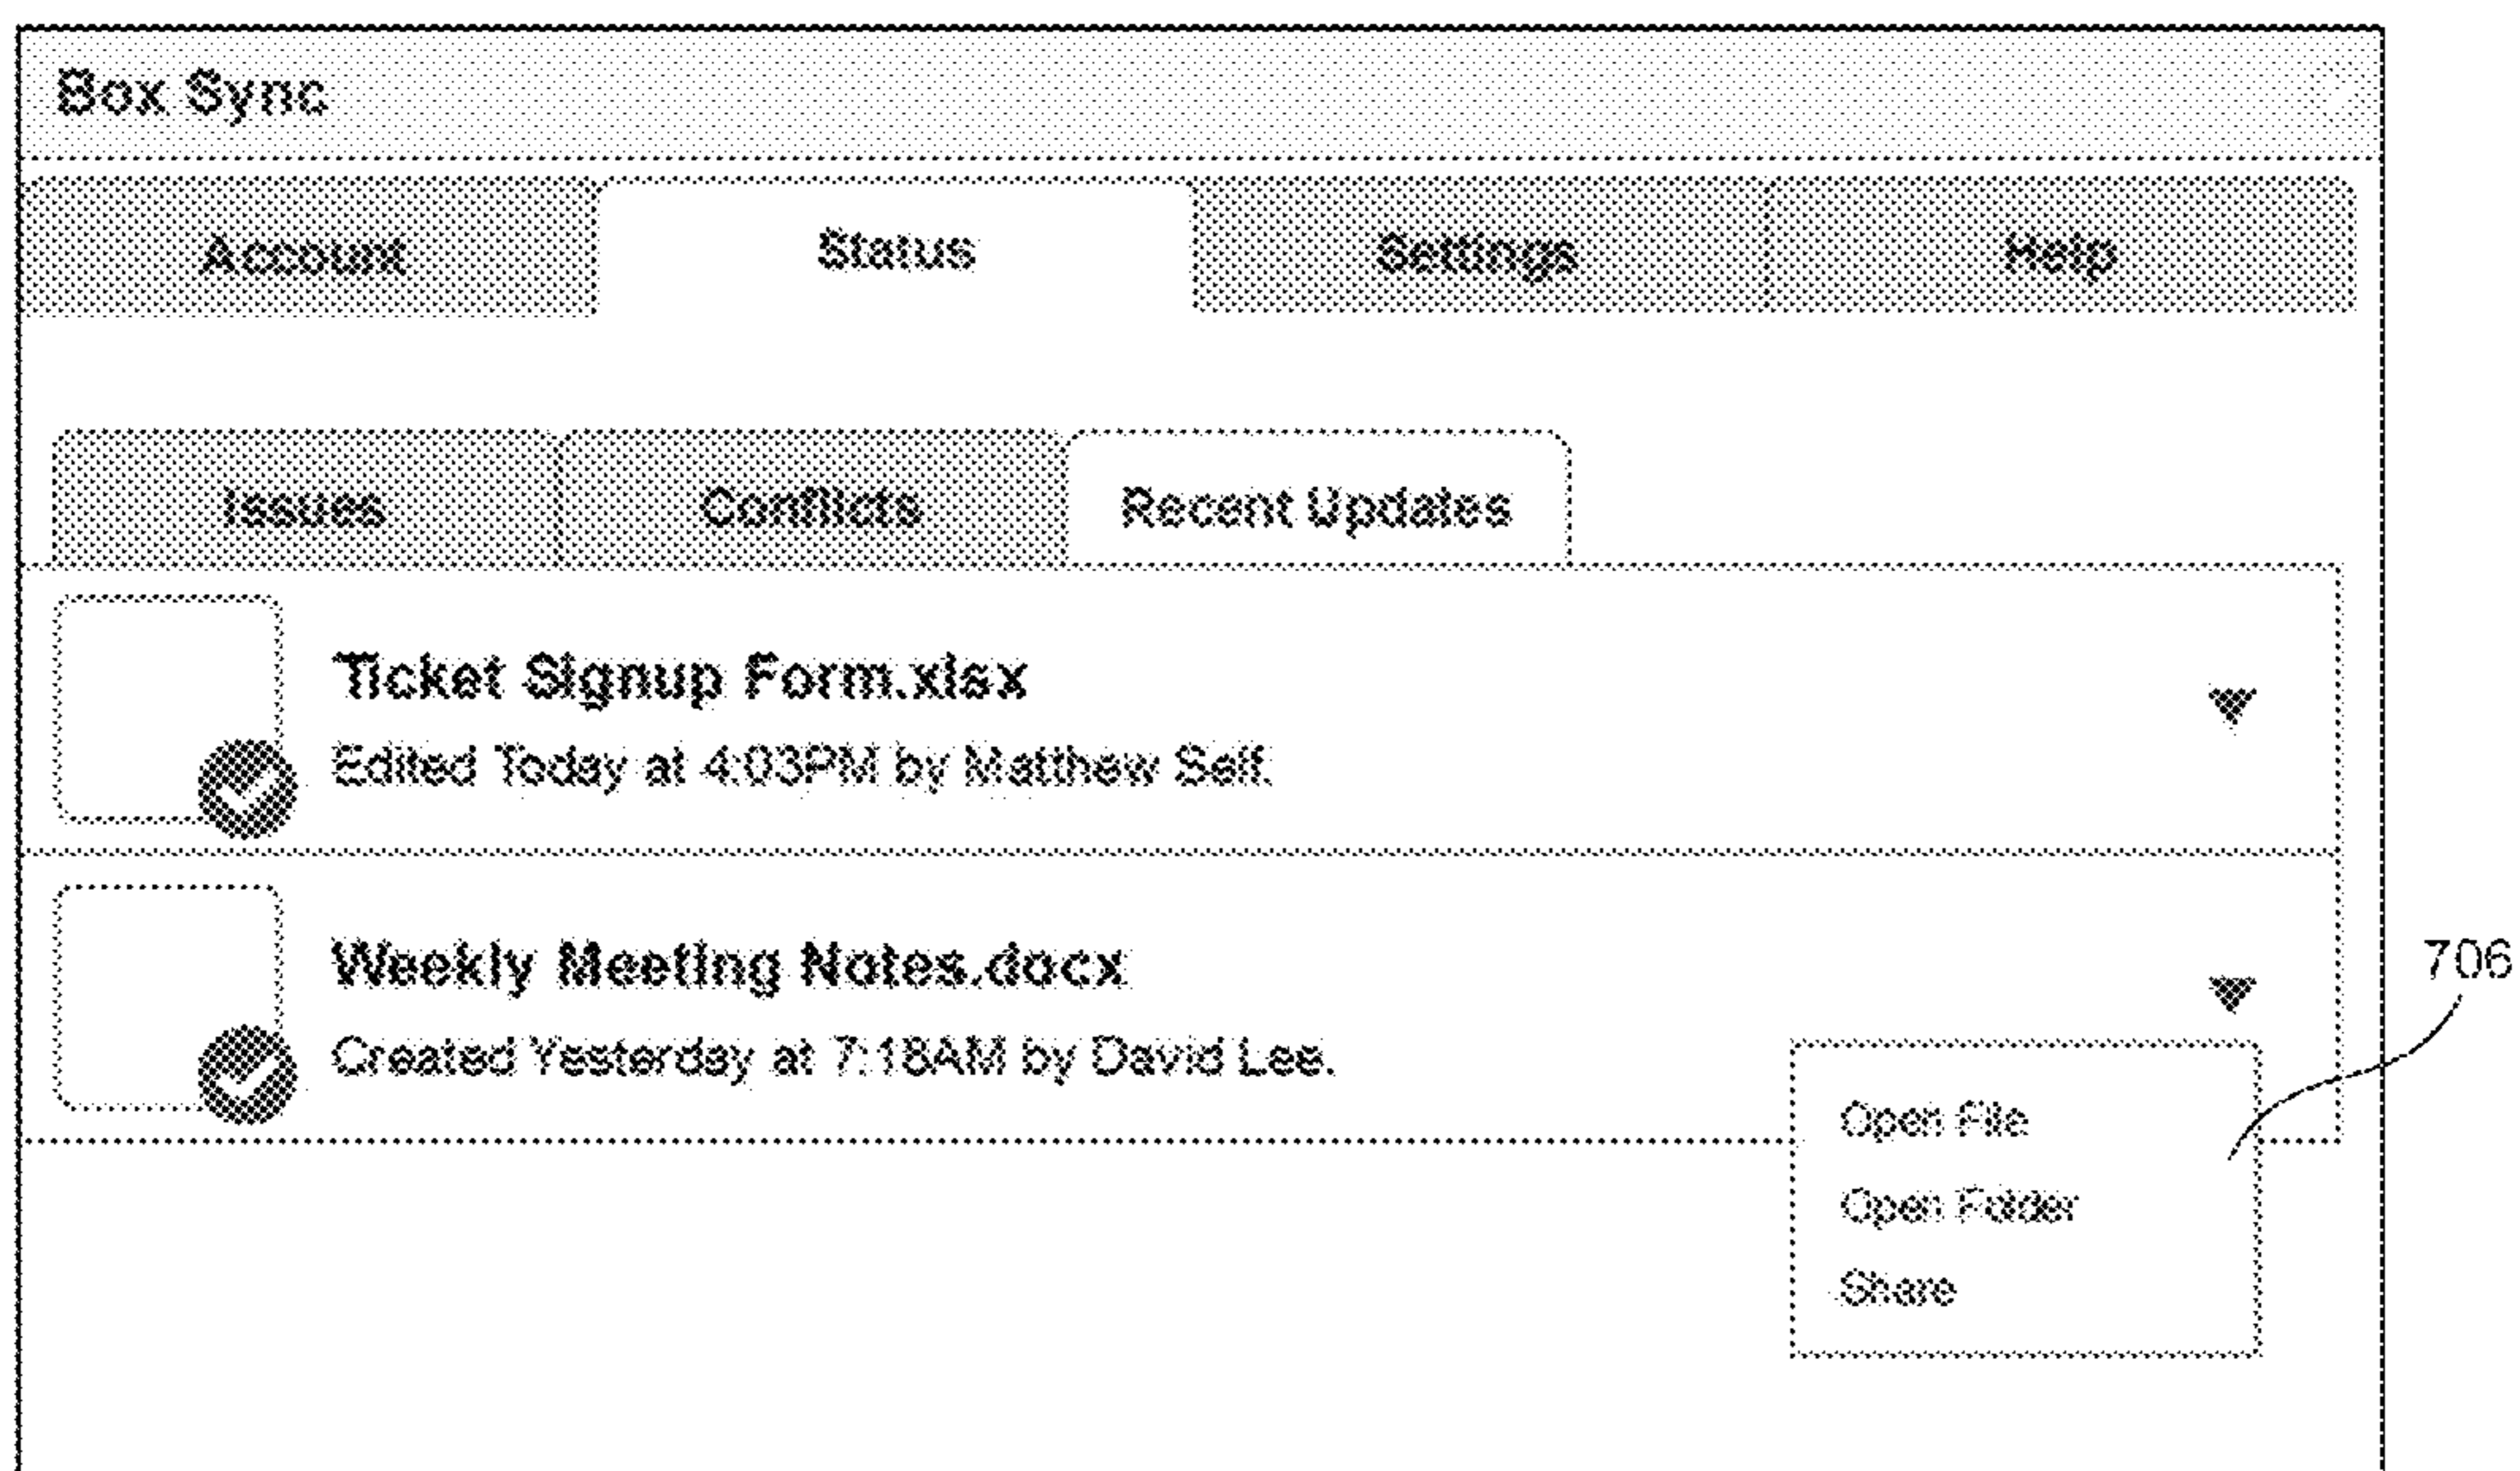 Box Sync
Account Status Settings Help
Issues Conflicts Recent Updates
Ticket Signup Form.xlsx
Edited Today at 4:03PM by Matthew Self.
Weekly Meeting Notes.docx
706
Created Yesterday at 7:18AM by David Lee.
Open File
Open Folder
Share